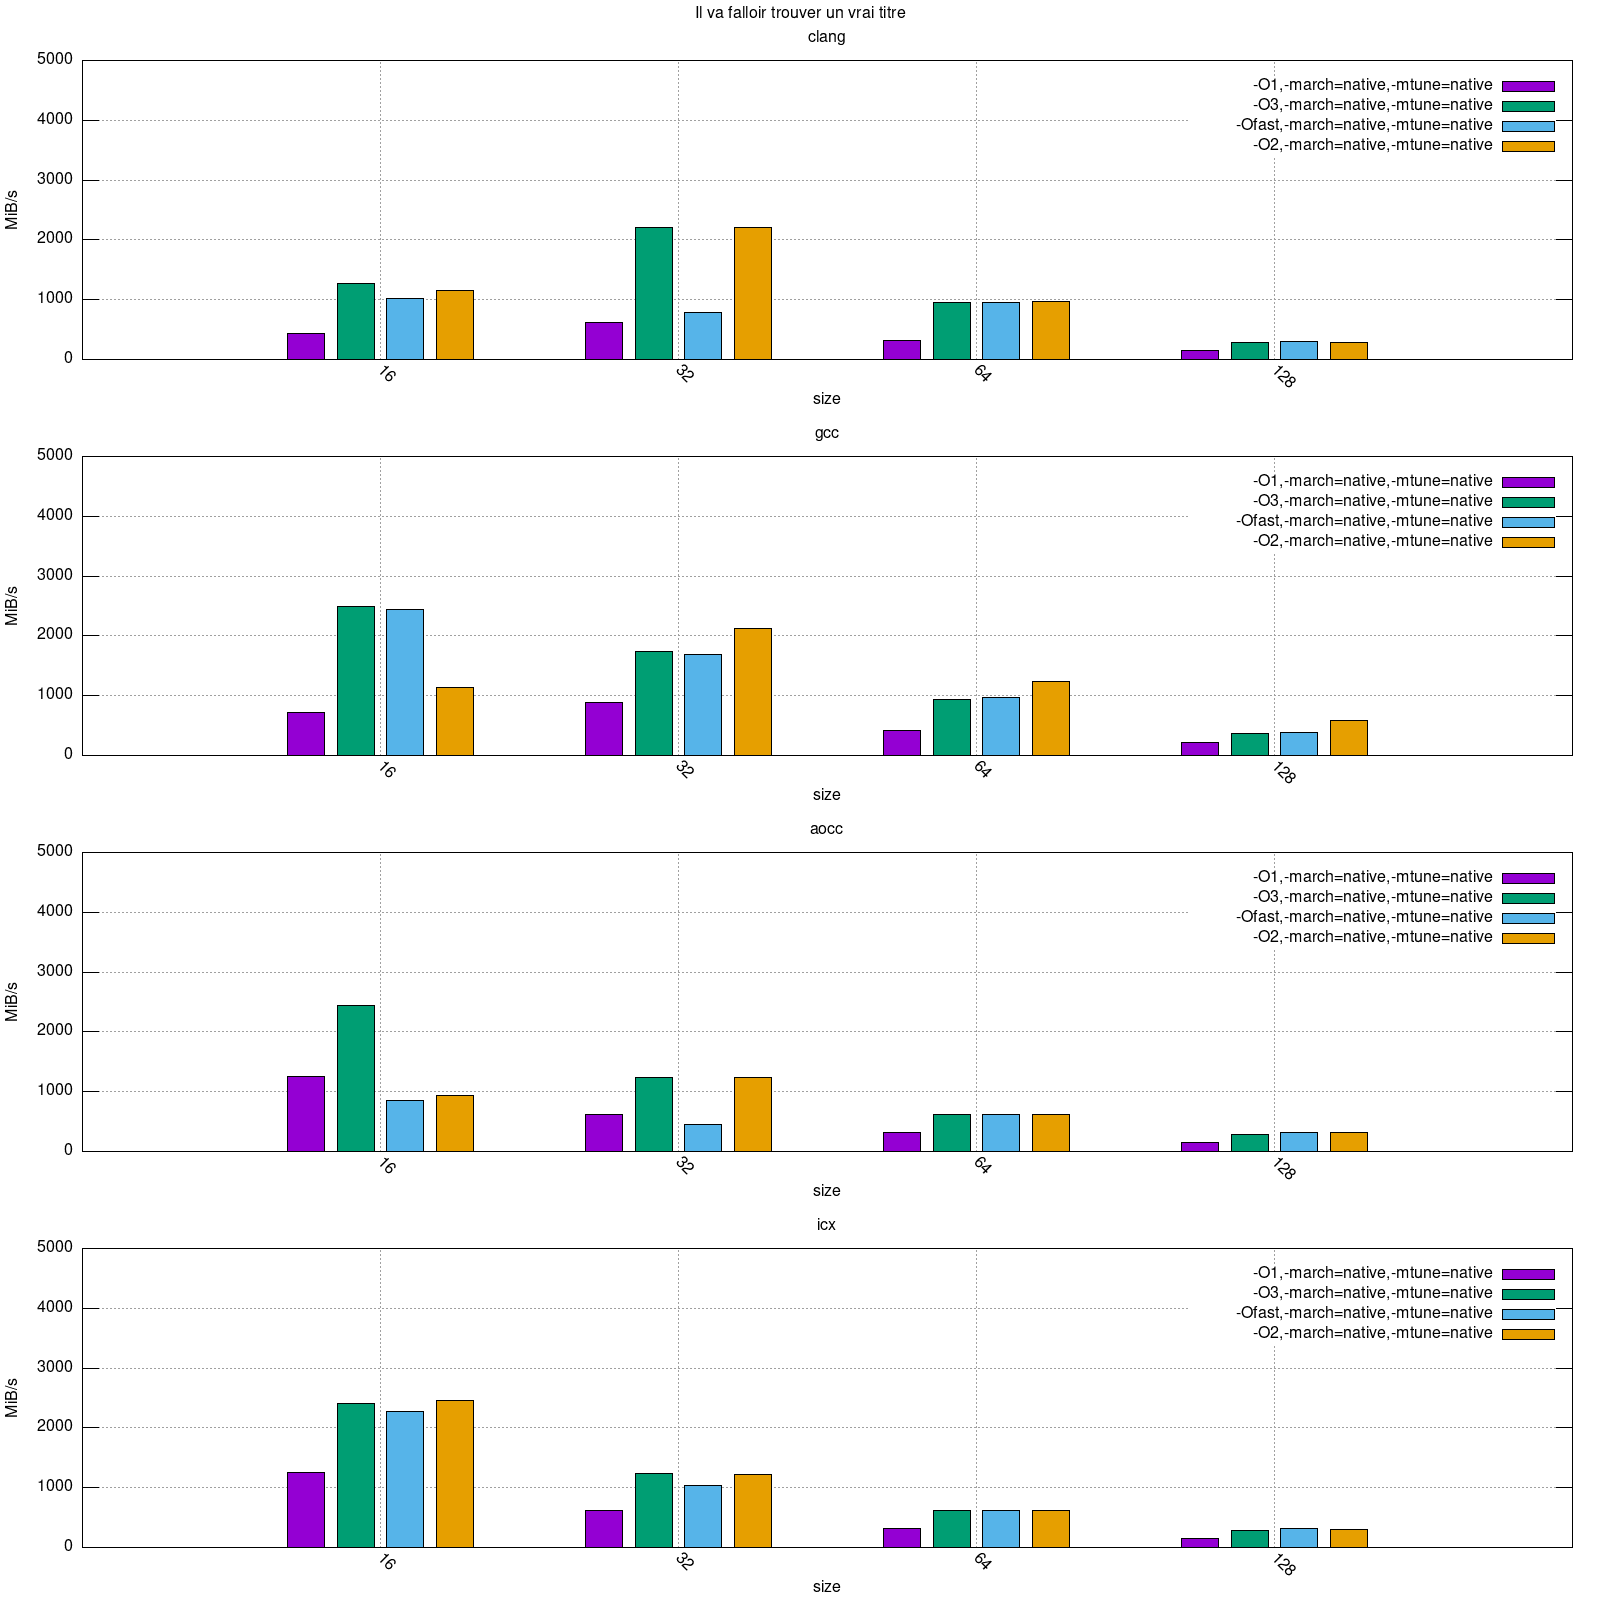 Il va falloir trouver un vrai titre
clang
5000
4000
3000
2000
1000
0
MiB/s
-O1,-march=native,-mtune=native
-O3,-march=native,-mtune=native
-Ofast,-march=native,-mtune=native
-O2,-march=native,-mtune=native
16
32
64
128
size
gcc
5000
4000
3000
2000
1000
0
MiB/s
-O1,-march=native,-mtune=native
-O3,-march=native,-mtune=native
-Ofast,-march=native,-mtune=native
-O2,-march=native,-mtune=native
16
32
64
128
size
aocc
5000
4000
3000
2000
1000
0
MiB/s
-O1,-march=native,-mtune=native
-O3,-march=native,-mtune=native
-Ofast,-march=native,-mtune=native
-O2,-march=native,-mtune=native
16
32
64
128
size
icx
5000
4000
3000
2000
1000
0
MiB/s
-O1,-march=native,-mtune=native
-O3,-march=native,-mtune=native
-Ofast,-march=native,-mtune=native
-O2,-march=native,-mtune=native
16
32
64
128
size